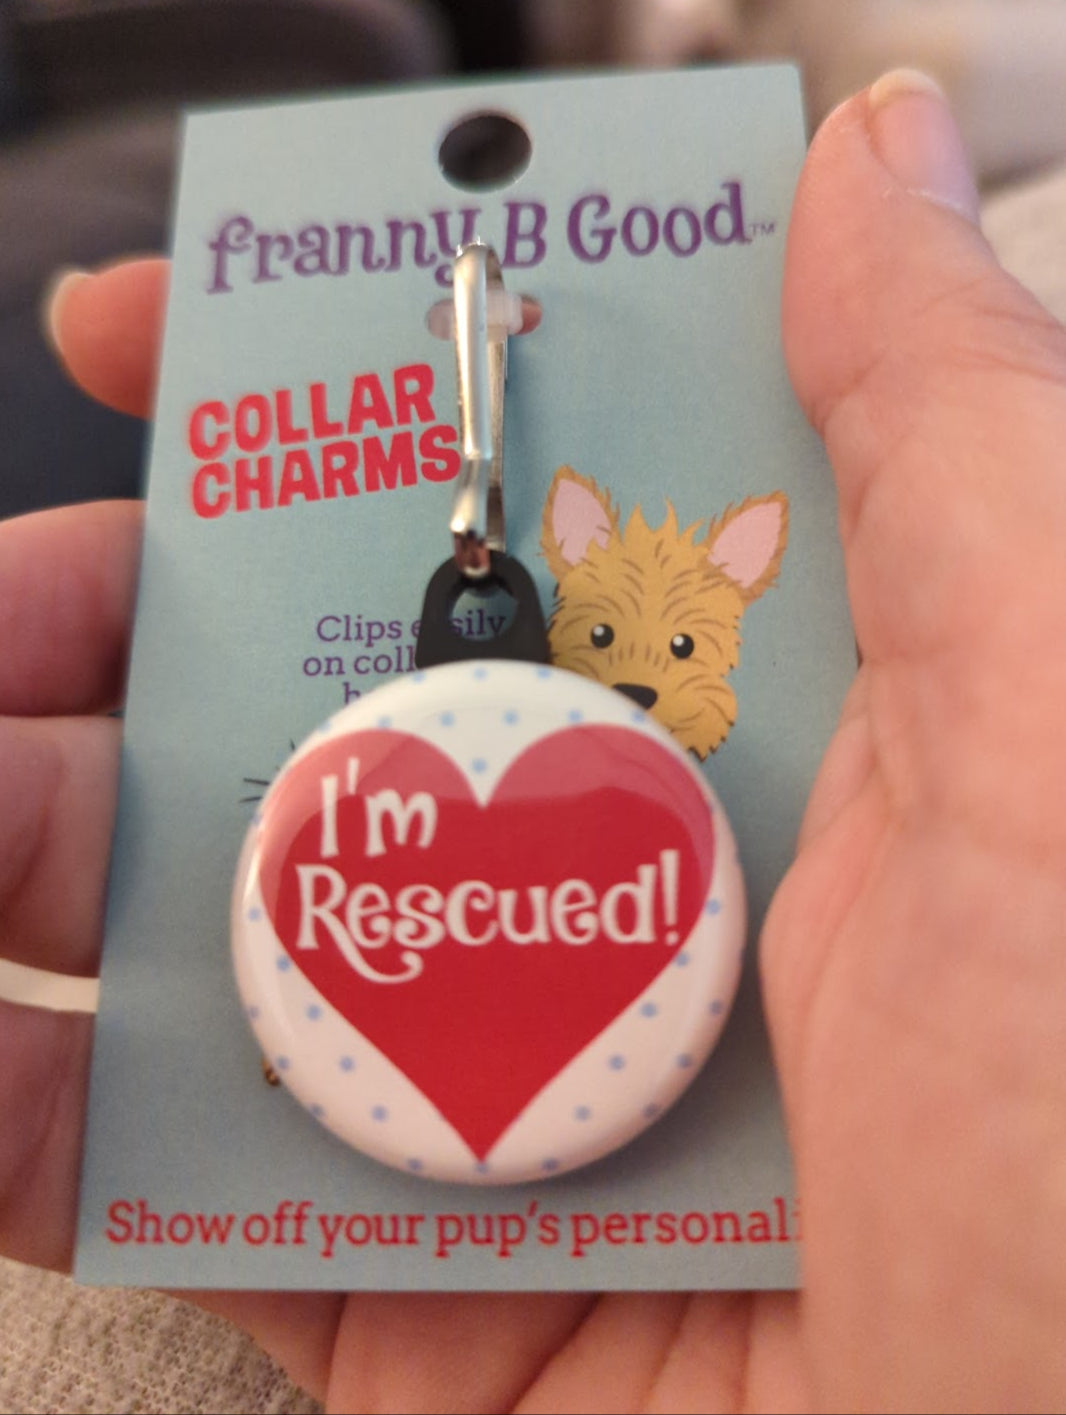 franny B Good™
COLLAR
CHARMS
Clips
on
I'm
Rescued!
Show off your pup's